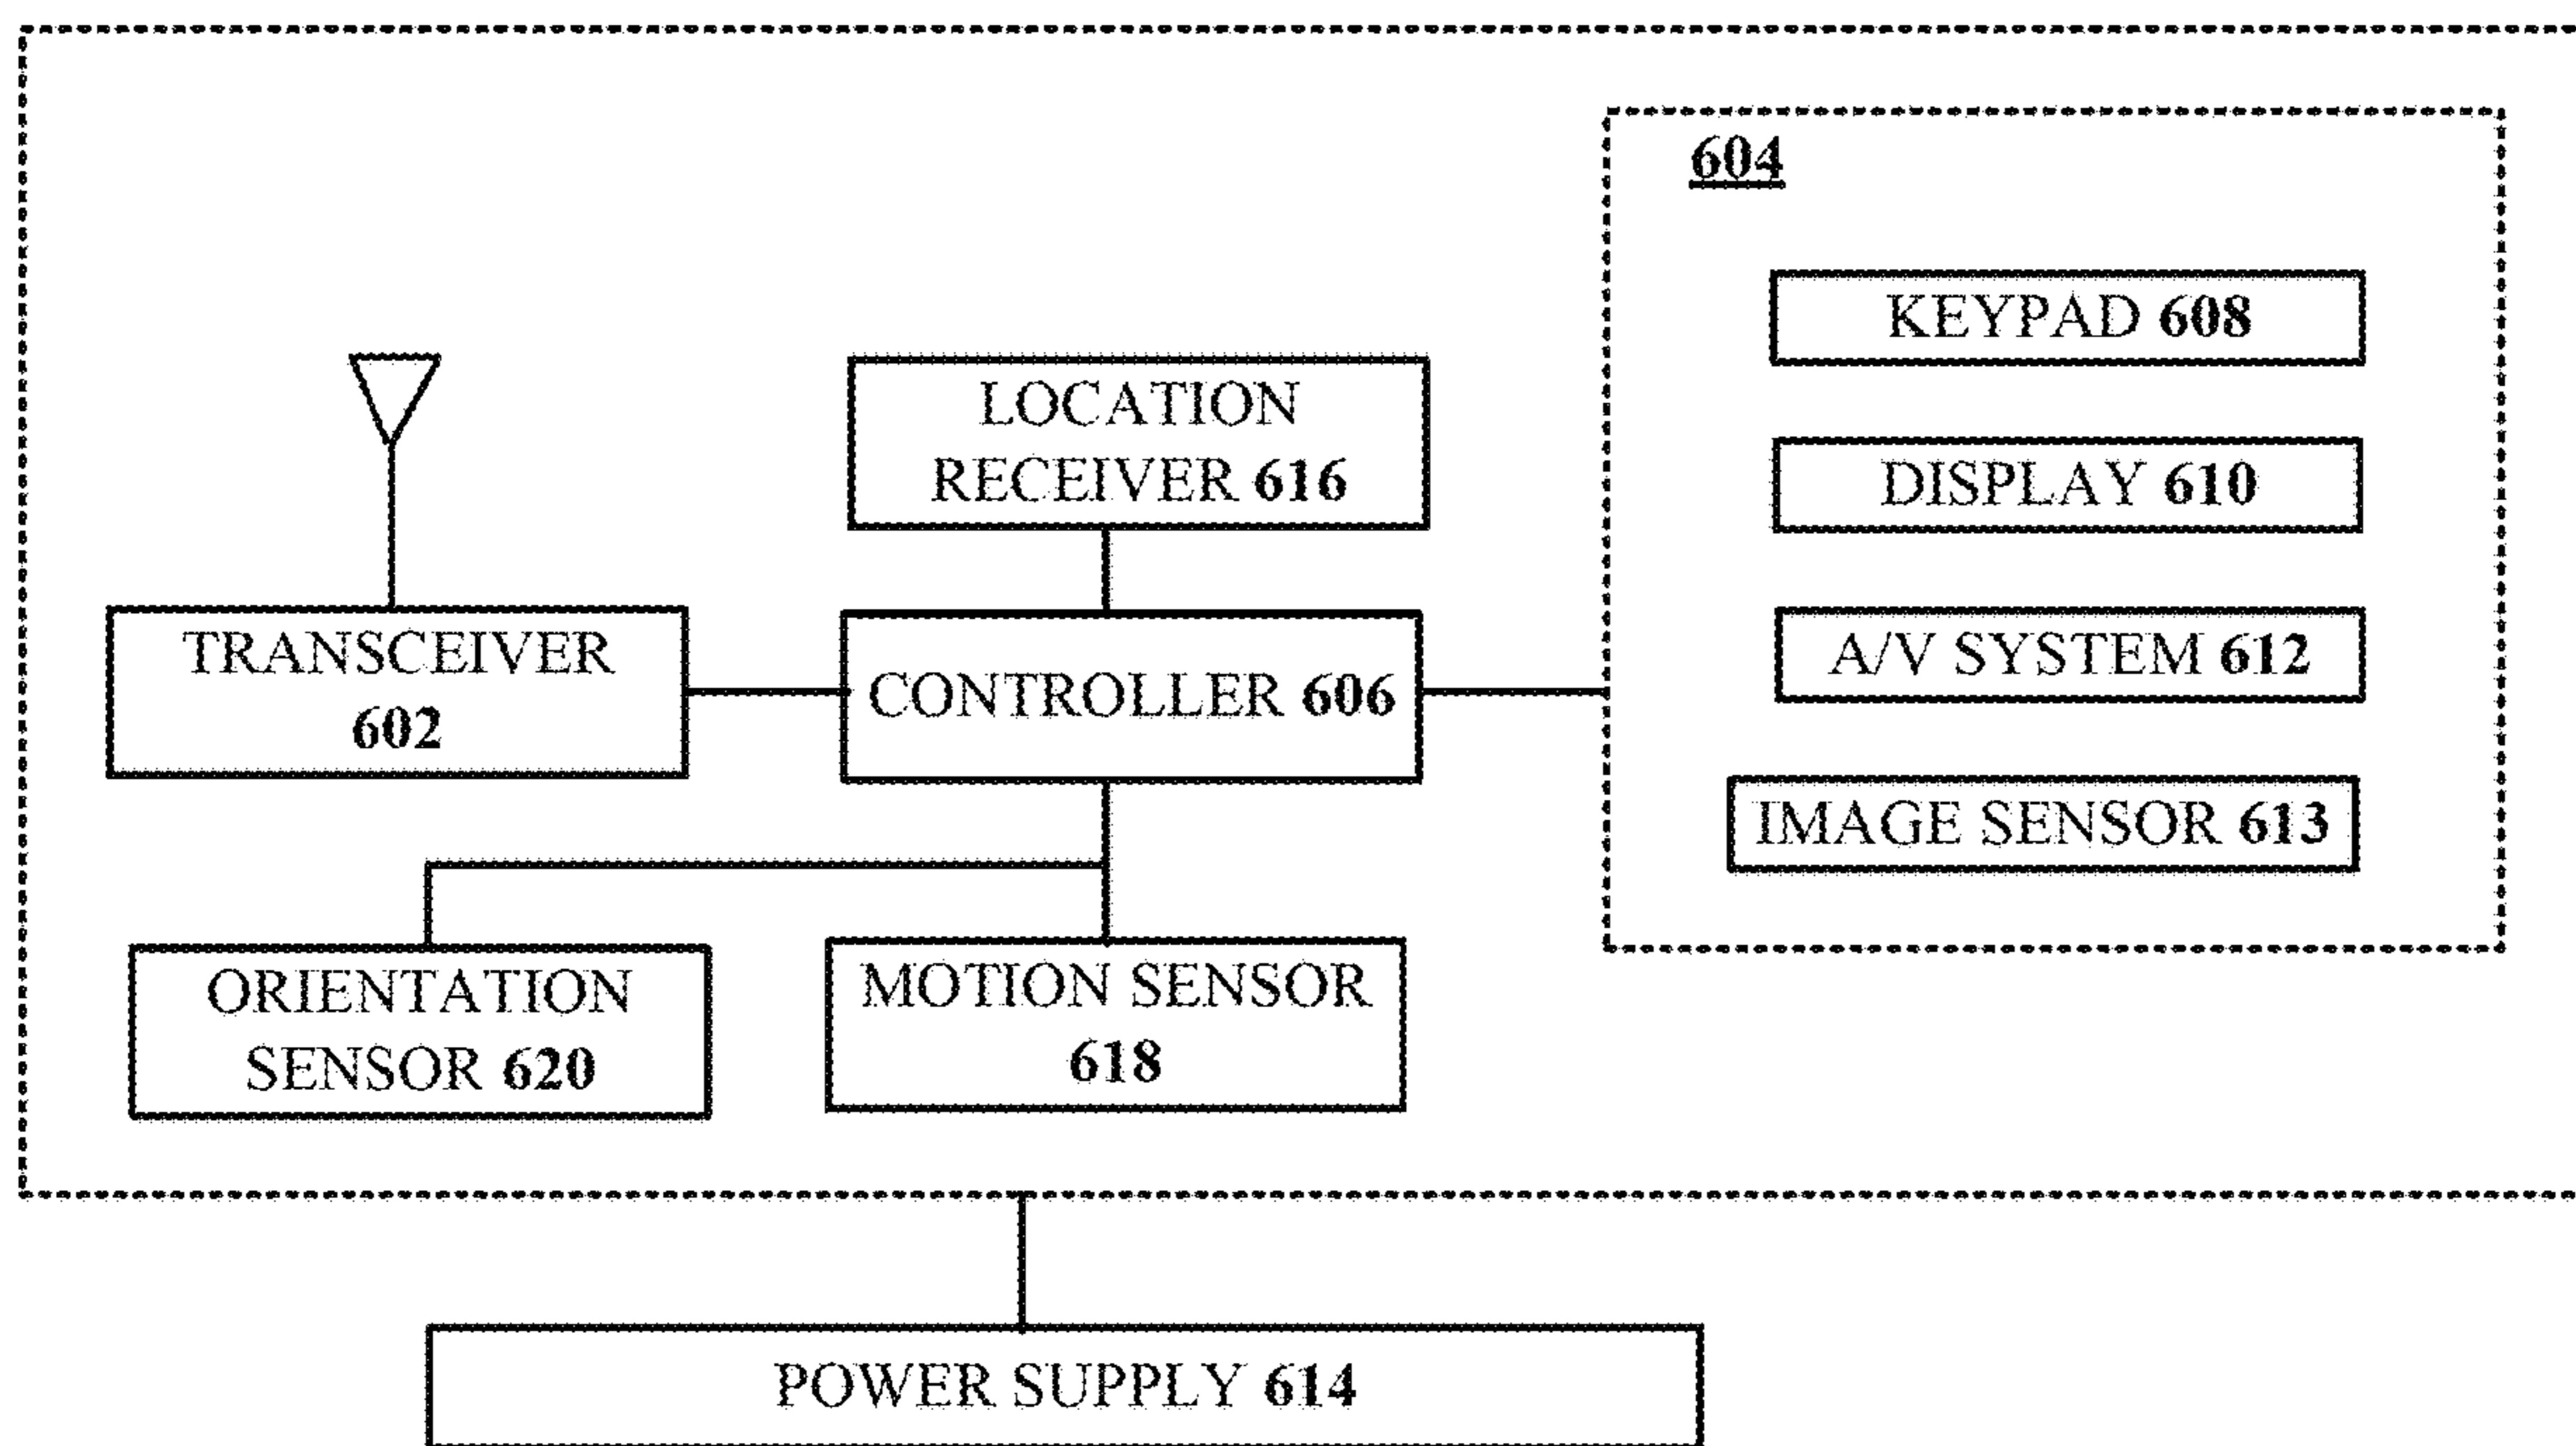 604
KEYPAD 608
DISPLAY 610
A/V SYSTEM 612
IMAGE SENSOR 613
LOCATION
RECEIVER 616
TRANSCEIVER
602
CONTROLLER 606
ORIENTATION
SENSOR 620
MOTION SENSOR
618
POWER SUPPLY 614